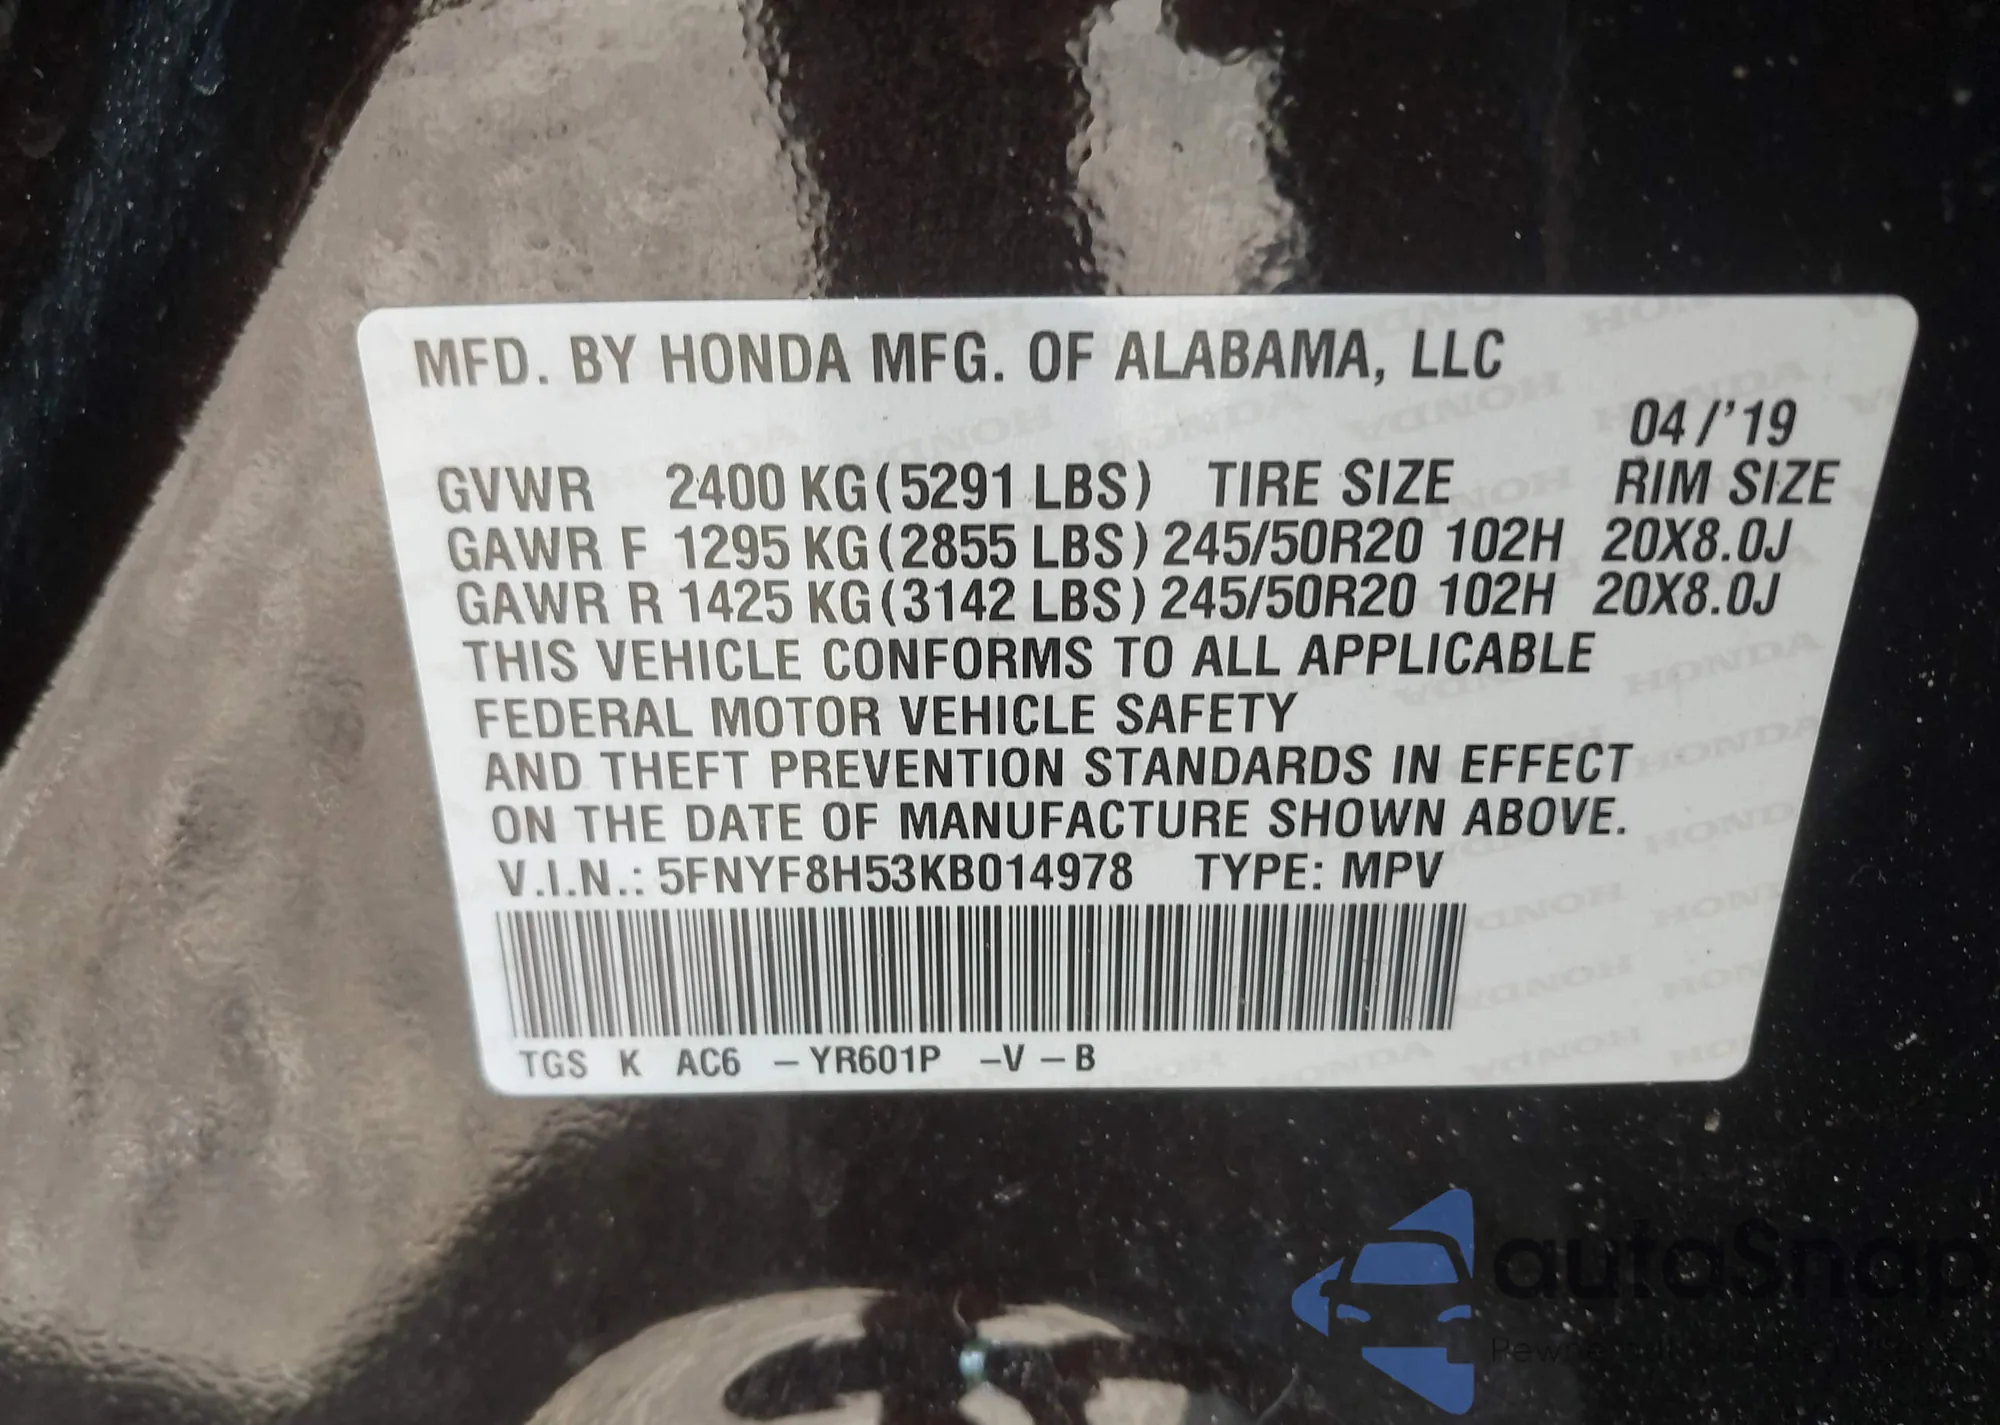 MFD. BY HONDA MFG. OF ALABAMA, LLC
04/'19
GVWR 2400 KG(5291 LBS) TIRE SIZE RIM SIZE
GAWR F 1295 KG(2855 LBS) 245/50R20 102H 20X8.0J
GAWR R 1425 KG(3142 LBS) 245/50R20 102H 20X8.0J
THIS VEHICLE CONFORMS TO ALL APPLICABLE
FEDERAL MOTOR VEHICLE SAFETY
AND THEFT PREVENTION STANDARDS IN EFFECT
ON THE DATE OF MANUFACTURE SHOWN ABOVE.
V.I.N.: 5FNYF8H53KB014978 TYPE: MPV
TGS K AC6 –YR601P –V –B
autoSnap